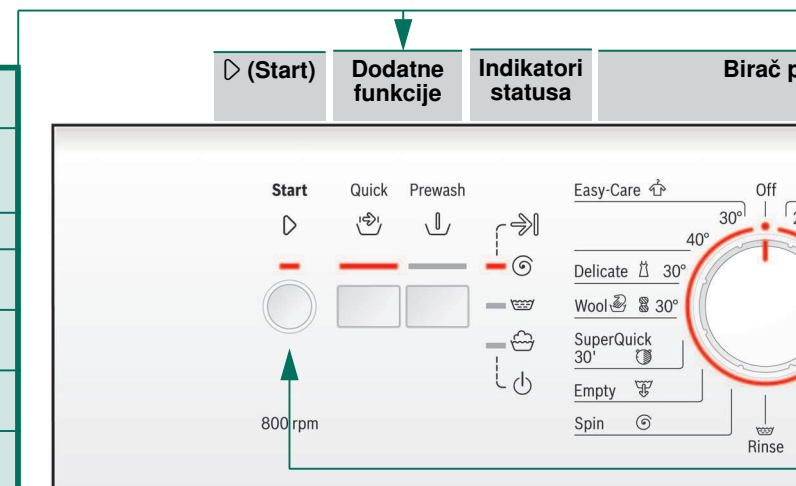 (Start)
Dodatne
funkcije
Indikatori
statusa
Birač p
Start
Quick
Prewash
Easy-Care
Off
30°
40°
Delicate 30°
Wool 30°
SuperQuick
30'
Empty
Spin
800 rpm
Rinse